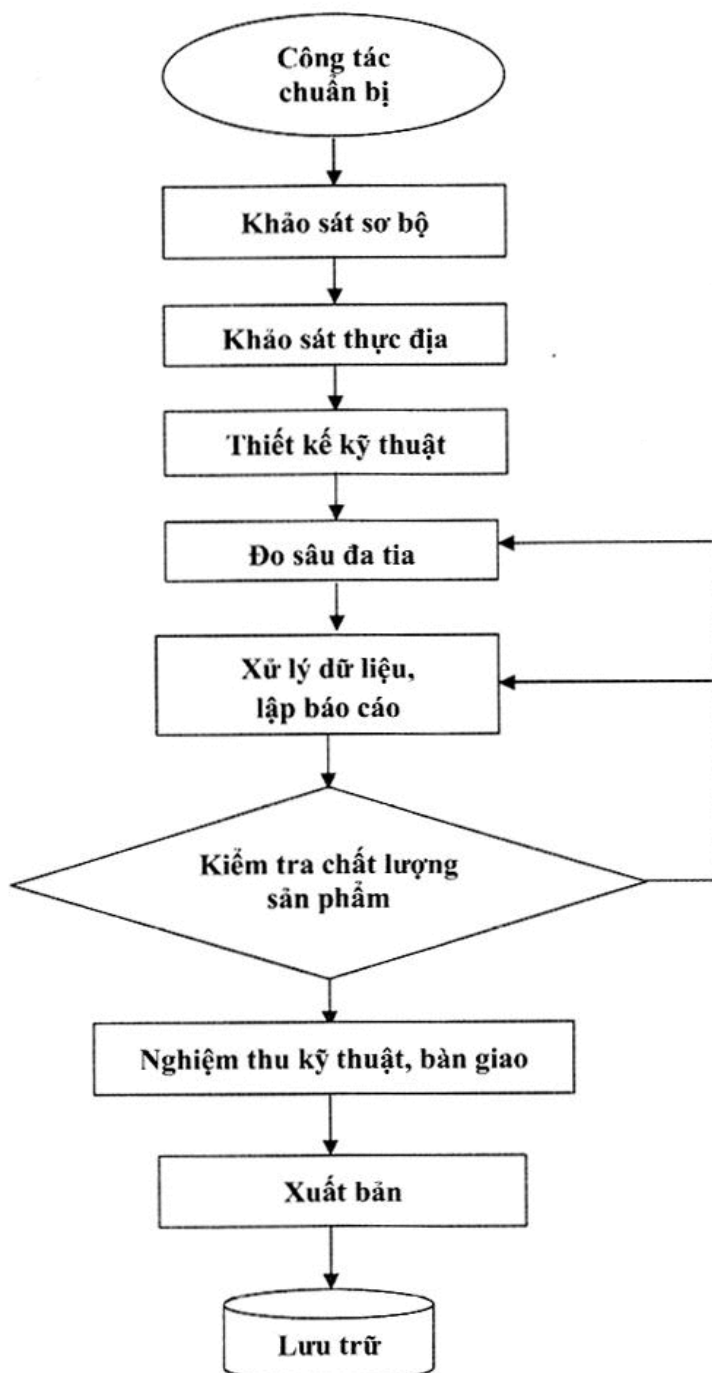 Công tác
chuẩn bị
Khảo sát sơ bộ
Khảo sát thực địa
Thiết kế kỹ thuật
Đo sâu đa tia
Xử lý dữ liệu,
lập báo cáo
Kiểm tra chất lượng
sản phẩm
Nghiệm thu kỹ thuật, bàn giao
Xuất bản
Lưu trữ